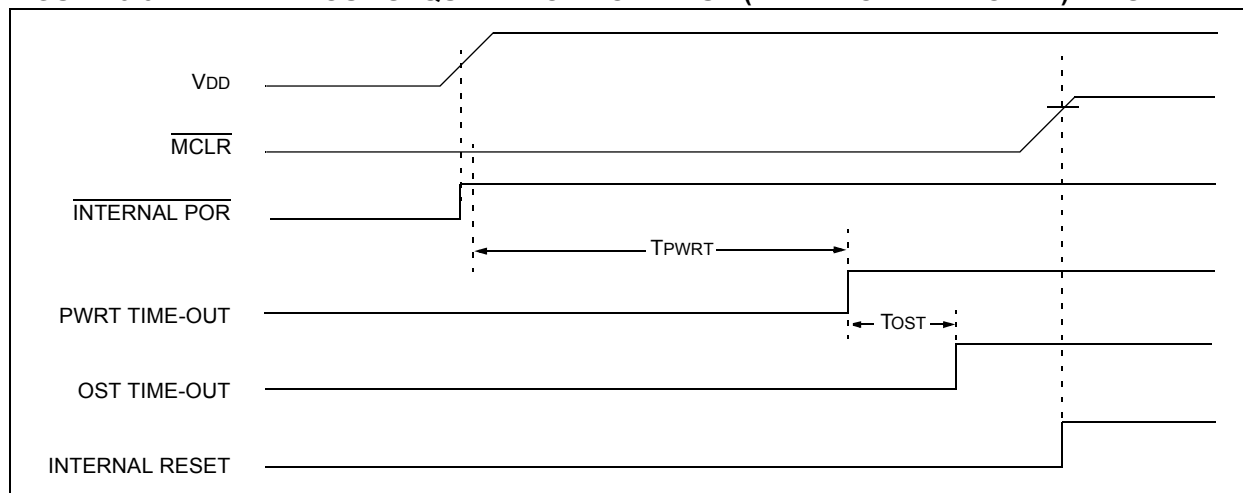 VDD
MCLR
INTERNAL POR
TPWRT
PWRT TIME-OUT
TOST
OST TIME-OUT
INTERNAL RESET